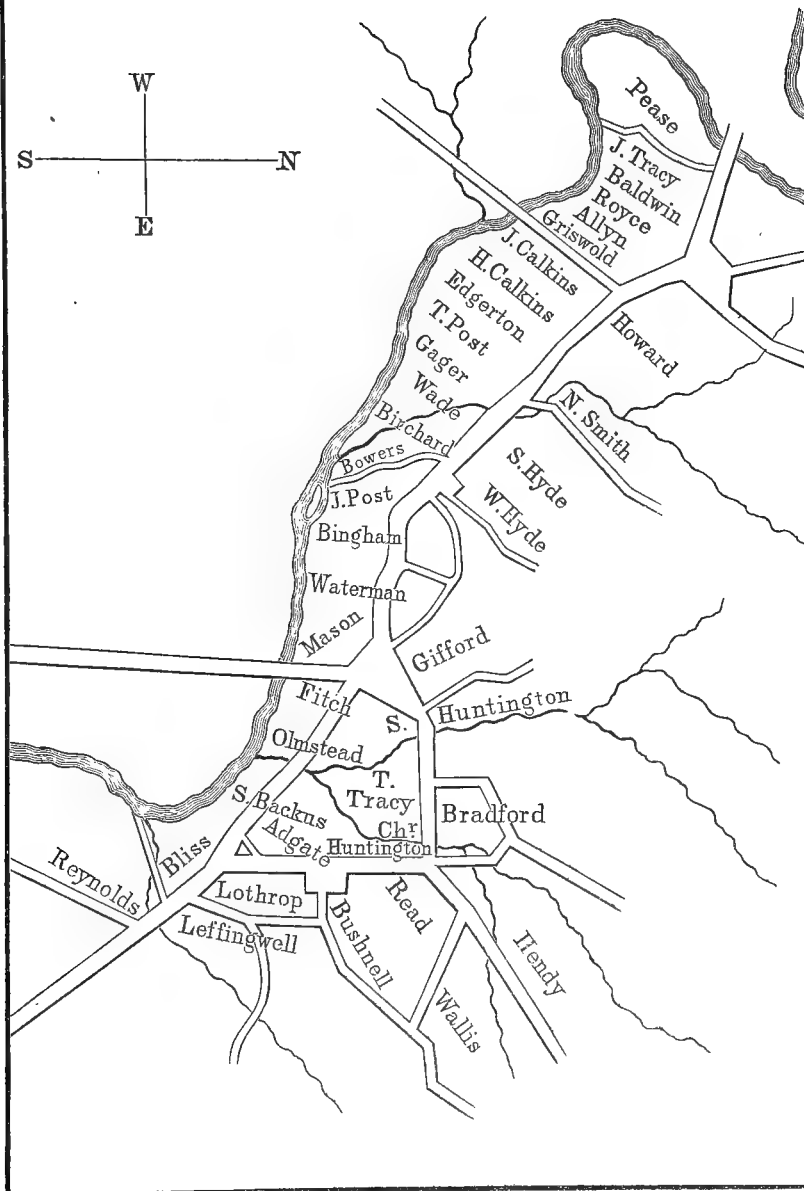 W
S
N
E
Pease
J. Tracy
Baldwin
Royce
Allyn
Griswold
J. Calkins
H. Calkins
Edgerton
T. Post
Gager
Wade
Birchard
Bowers
J. Post
Bingham
Waterman
Mason
Howard
N. Smith
S. Hyde
W. Hyde
Gifford
S. Huntington
Fitch
Olmstead
T.
Tracy
S. Backus
Adgate
Chr.
Huntington
Bradford
Bliss
Reynolds
Lothrop
Leffingwell
Bushnell
Read
Hendy
Wallis